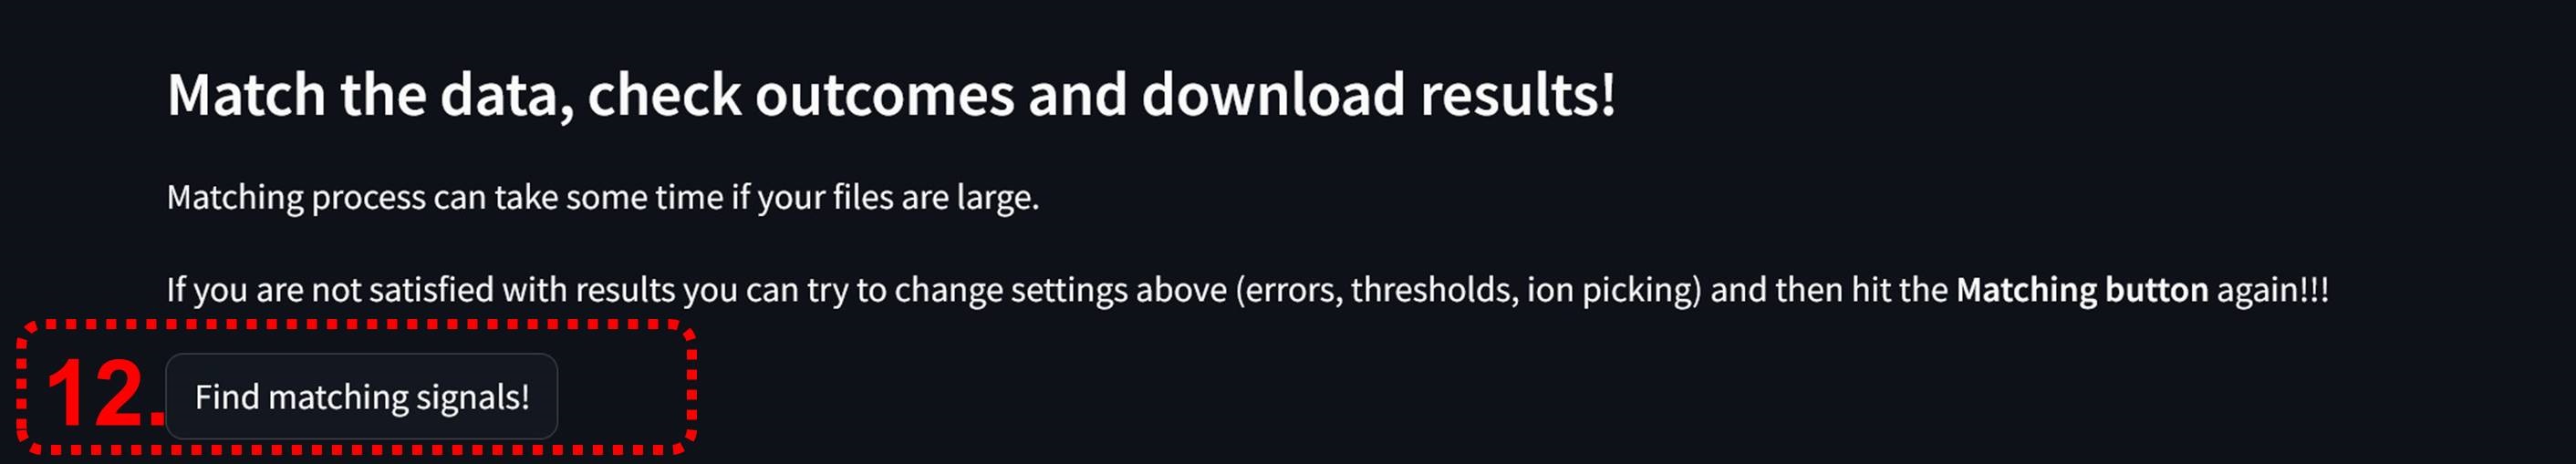 Match the data, check outcomes and download results!
Matching process can take some time if your files are large.
If you are not satisfied with results you can try to change settings above (errors, thresholds, ion picking) and then hit the Matching button again!!!
12. Find matching signals!